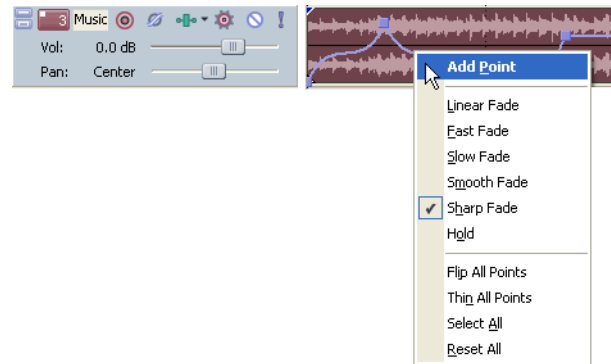 3 Music
Vol: 0.0 dB
Pan: Center
Add Point
Linear Fade
Fast Fade
Slow Fade
Smooth Fade
Sharp Fade
Hold
Flip All Points
Thin All Points
Select All
Reset All